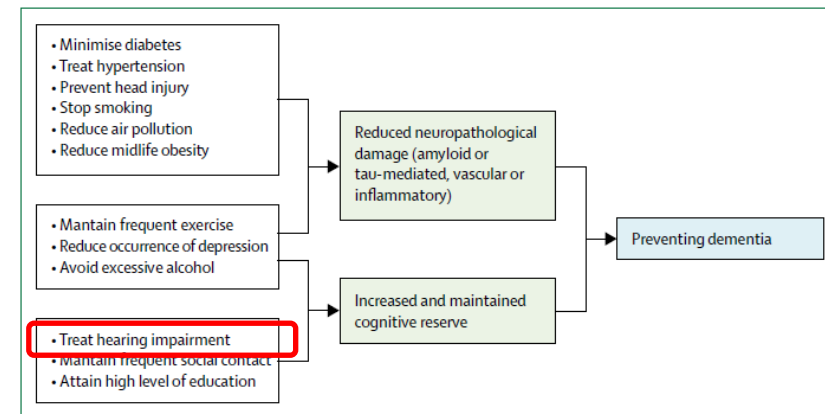 • Minimise diabetes
• Treat hypertension
• Prevent head injury
• Stop smoking
• Reduce air pollution
• Reduce midlife obesity
Reduced neuropathological
damage (amyloid or
tau-mediated, vascular or
inflammatory)
• Mantain frequent exercise
• Reduce occurrence of depression
• Avoid excessive alcohol
Preventing dementia
Increased and maintained
cognitive reserve
• Treat hearing impairment
• Mantain frequent social contact
• Attain high level of education